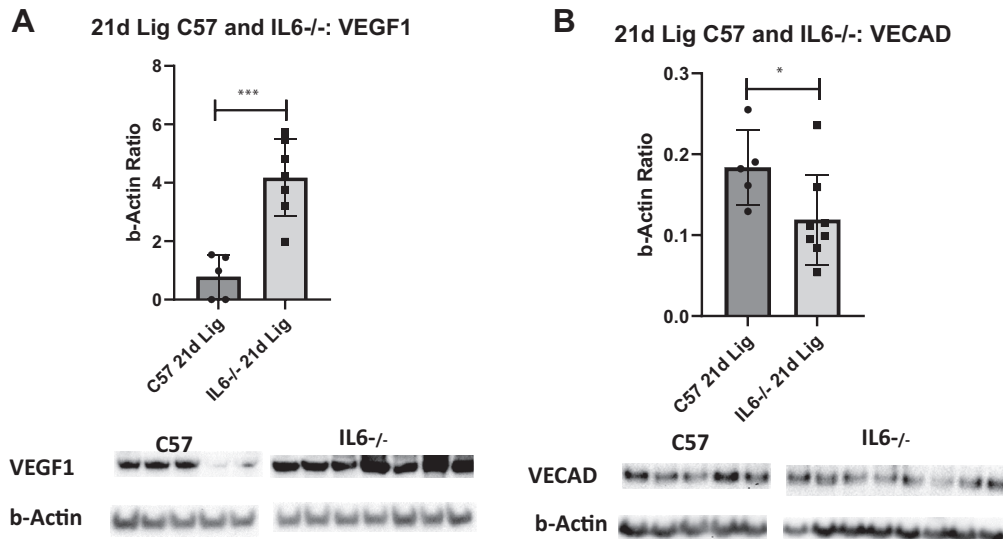 A
21d Lig C57 and IL6-/-: VEGF1
8
6
4
2
0
b-Actin Ratio
***
C57 21d Lig
IL6-/- 21d Lig
C57
IL6-/-
VEGF1
b-Actin
B
21d Lig C57 and IL6-/-: VECAD
0.3
0.2
0.1
0.0
b-Actin Ratio
*
C57 21d Lig
IL6-/- 21d Lig
C57
IL6-/-
VECAD
b-Actin